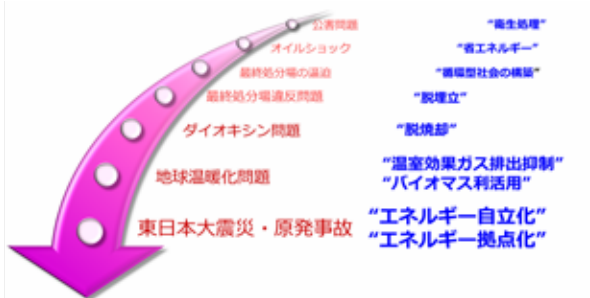 公害問題 “衛生処理”
オイルショック “省エネルギー”
最終処分場の逼迫 “循環型社会の構築”
最終処分場違反問題 “脱埋立”
ダイオキシン問題 “脱焼却”
地球温暖化問題 “温室効果ガス排出抑制”
“バイオマス利活用”
東日本大震災・原発事故 “エネルギー自立化”
“エネルギー拠点化”